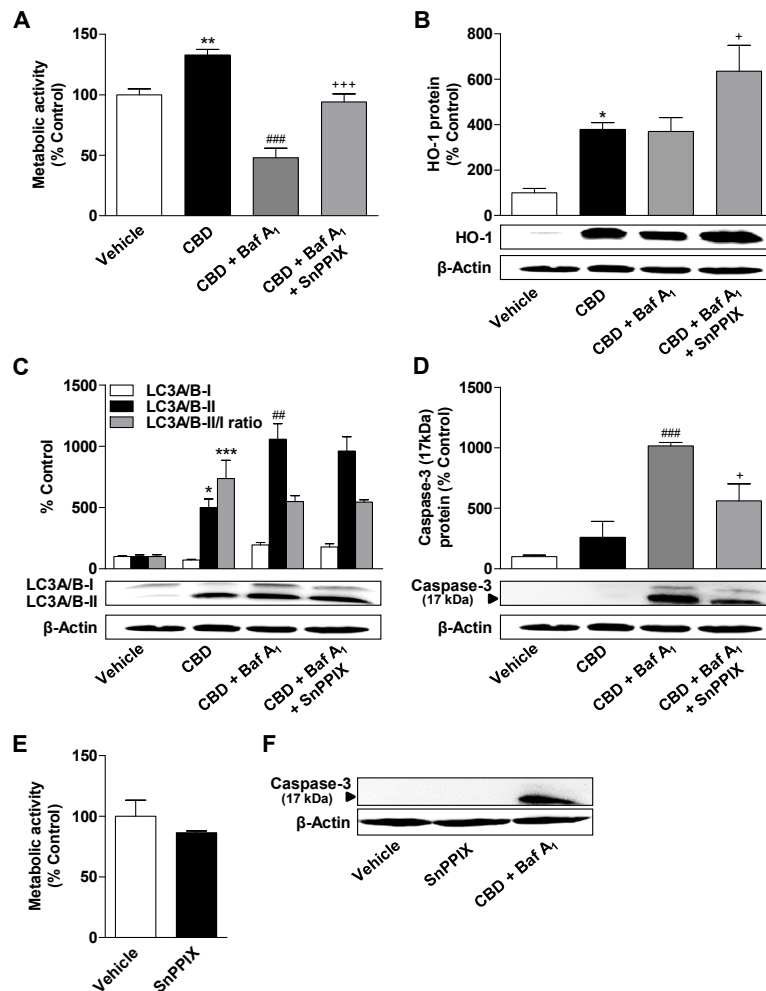 A
Metabolic activity
(% Control)
150
100
50
0
**
###
+++
Vehicle
CBD
CBD + Baf A₁
CBD + Baf A₁
+ SnPPIX
B
HO-1 protein
(% Control)
800
600
400
200
0
*
+
HO-1
β-Actin
Vehicle
CBD
CBD + Baf A₁
CBD + Baf A₁
+ SnPPIX
C
% Control
1500
1000
500
0
LC3A/B-I
LC3A/B-II
LC3A/B-II/I ratio
*
***
##
LC3A/B-I
LC3A/B-II
β-Actin
Vehicle
CBD
CBD + Baf A₁
CBD + Baf A₁
+ SnPPIX
D
Caspase-3 (17kDa)
protein (% Control)
1500
1000
500
0
###
+
Caspase-3
(17 kDa)
β-Actin
Vehicle
CBD
CBD + Baf A₁
CBD + Baf A₁
+ SnPPIX
E
Metabolic activity
(% Control)
150
100
50
0
Vehicle
SnPPIX
F
Caspase-3
(17 kDa)
β-Actin
Vehicle
SnPPIX
CBD + Baf A₁